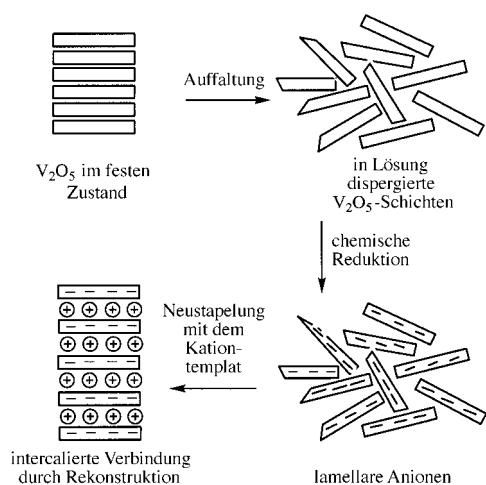 Auffaltung
V₂O₅ im festen
Zustand
in Lösung
dispergierte
V₂O₅-Schichten
chemische
Reduktion
Neustapelung
mit dem
Kation-
templat
intercalierte Verbindung
durch Rekonstruktion
lamellare Anionen